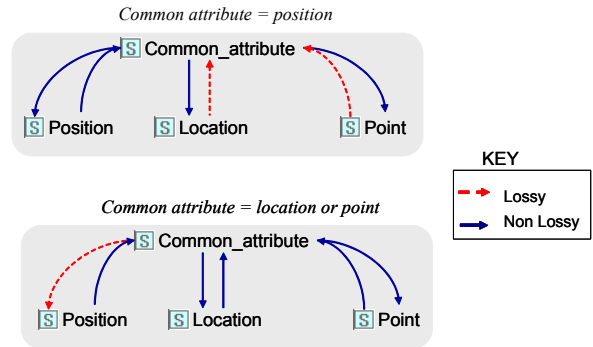 Common attribute = position
S Common_attribute
S Position
S Location
S Point
KEY
Lossy
Non Lossy
Common attribute = location or point
S Common_attribute
S Position
S Location
S Point